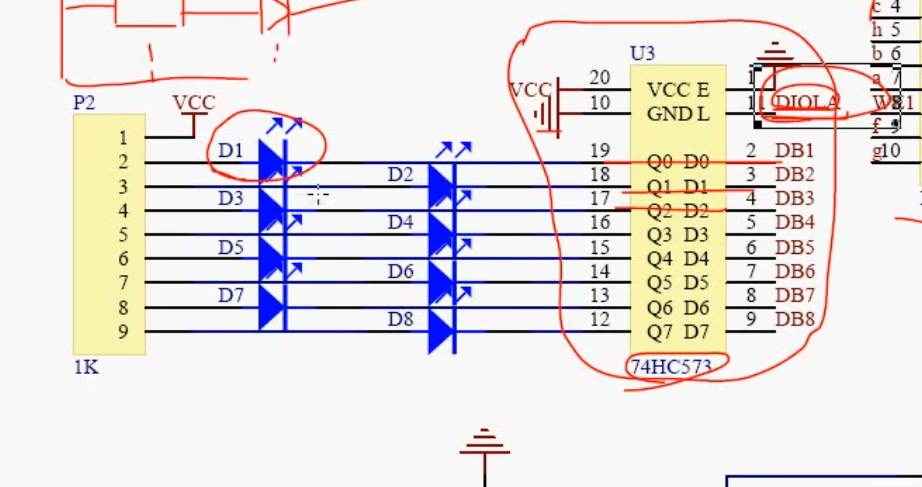 c 4
h 5
b 6
a 7
f 9
g10
U3
VCC
20
10
VCC E
GND L
1
11 DIOLA
P2
VCC
1
2
3
4
5
6
7
8
9
1K
D1
D2
D3
D4
D5
D6
D7
D8
19 Q0 D0 2 DB1
18 Q1 D1 3 DB2
17 Q2 D2 4 DB3
16 Q3 D3 5 DB4
15 Q4 D4 6 DB5
14 Q5 D5 7 DB6
13 Q6 D6 8 DB7
12 Q7 D7 9 DB8
74HC573